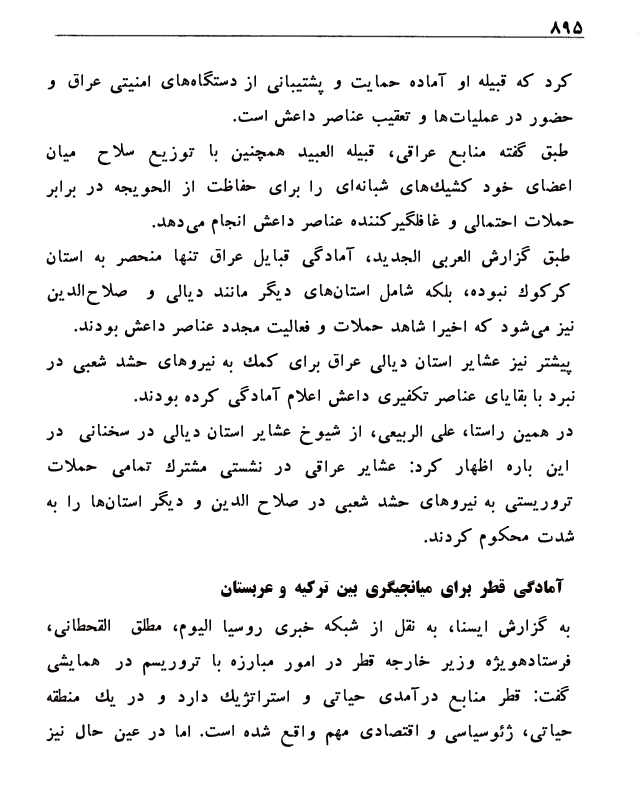 ۸۹۵
کرد که قبیله او آماده حمایت و پشتیبانی از دستگاه‌های امنیتی عراق و
حضور در عملیات‌ها و تعقیب عناصر داعش است.
طبق گفته منابع عراقی، قبیله العبید همچنین با توزیع سلاح میان
اعضای خود کشیك‌های شبانه‌ای را برای حفاظت از الحویجه در برابر
حملات احتمالی و غافلگیرکننده عناصر داعش انجام می‌دهد.
طبق گزارش العربی الجدید، آمادگی قبایل عراق تنها منحصر به استان
کرکوك نبوده، بلکه شامل استان‌های دیگر مانند دیالی و صلاح‌الدین
نیز می‌شود که اخیرا شاهد حملات و فعالیت مجدد عناصر داعش بودند.
پیشتر نیز عشایر استان دیالی عراق برای کمك به نیروهای حشد شعبی در
نبرد با بقایای عناصر تکفیری داعش اعلام آمادگی کرده بودند.
در همین راستا، علی الربیعی، از شیوخ عشایر استان دیالی در سخنانی در
این باره اظهار کرد: عشایر عراقی در نشستی مشترك تمامی حملات
تروریستی به نیروهای حشد شعبی در صلاح الدین و دیگر استان‌ها را به
شدت محکوم کردند.
آمادگی قطر برای میانجیگری بین ترکیه و عربستان
به گزارش ایسنا، به نقل از شبکه خبری روسیا الیوم، مطلق القحطانی،
فرستادهویژه وزیر خارجه قطر در امور مبارزه با تروریسم در همایشی
گفت: قطر منابع درآمدی حیاتی و استراتژیك دارد و در یك منطقه
حیاتی، ژئوسیاسی و اقتصادی مهم واقع شده است. اما در عین حال نیز